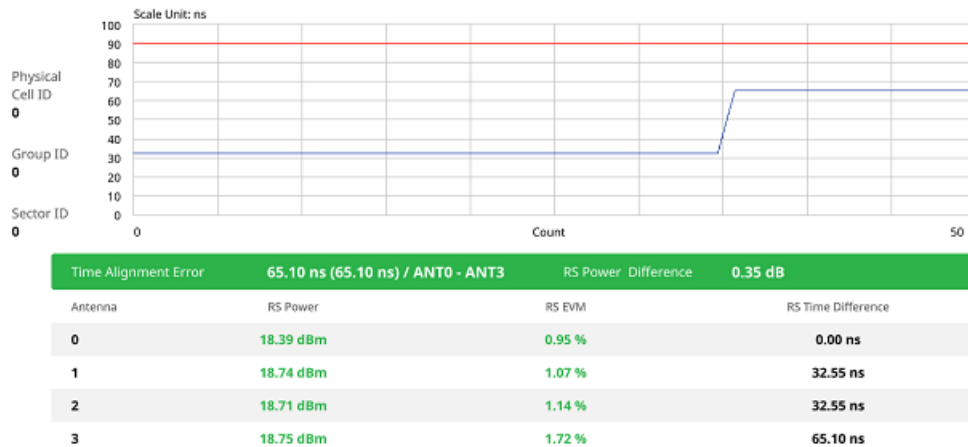 Scale Unit: ns
100
90
80
70
60
50
40
30
20
10
0
Physical
Cell ID
0
Group ID
0
Sector ID
0
0 Count 50
Time Alignment Error 65.10 ns (65.10 ns) / ANT0 - ANT3 RS Power Difference 0.35 dB
Antenna RS Power RS EVM RS Time Difference
0 18.39 dBm 0.95 % 0.00 ns
1 18.74 dBm 1.07 % 32.55 ns
2 18.71 dBm 1.14 % 32.55 ns
3 18.75 dBm 1.72 % 65.10 ns